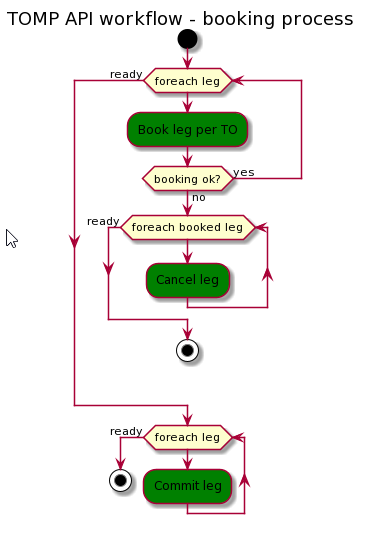 TOMP API workflow - booking process
ready
foreach leg
Book leg per TO
booking ok?
yes
no
ready
foreach booked leg
Cancel leg
ready
foreach leg
Commit leg